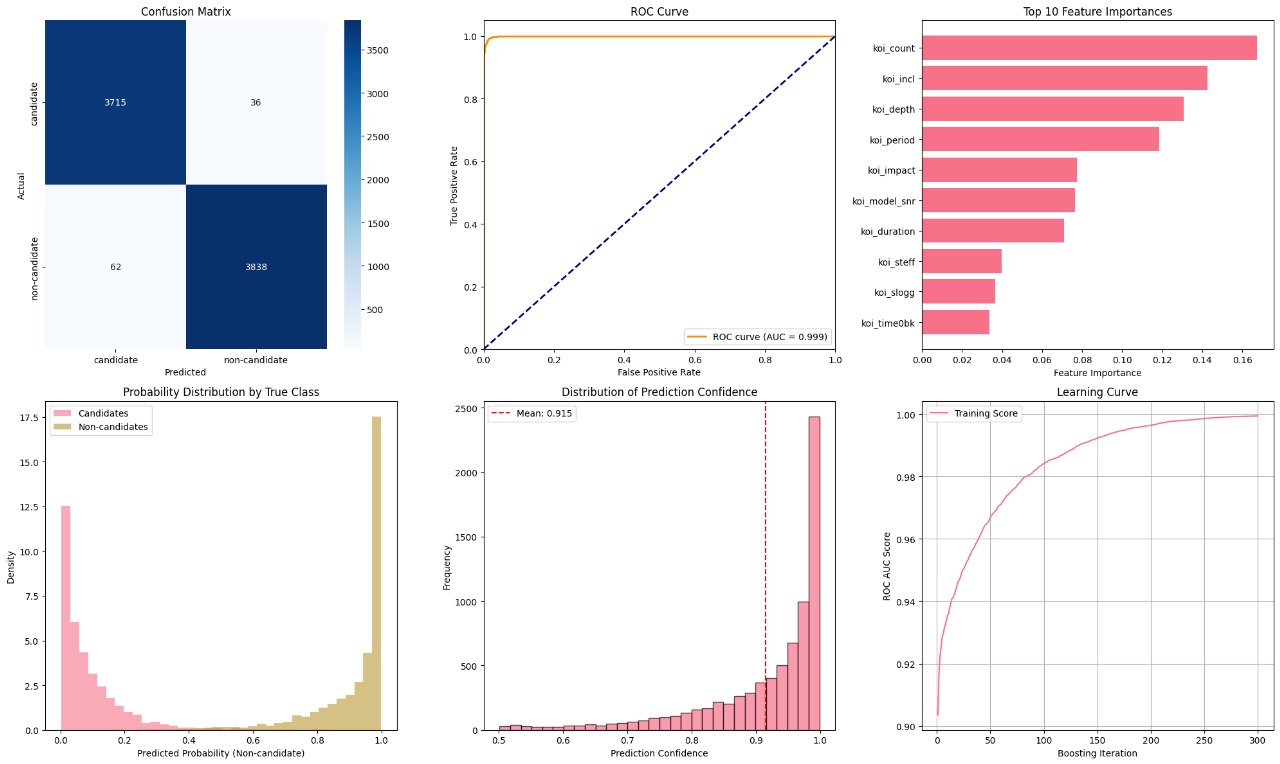 Confusion Matrix
candidate
non-candidate
Actual
3715
36
62
3838
candidate
non-candidate
Predicted
3500
3000
2500
2000
1500
1000
500
ROC Curve
True Positive Rate
1.0
0.8
0.6
0.4
0.2
0.0
ROC curve (AUC = 0.999)
0.0 0.2 0.4 0.6 0.8 1.0
False Positive Rate
Top 10 Feature Importances
koi_count
koi_incl
koi_depth
koi_period
koi_impact
koi_model_snr
koi_duration
koi_steff
koi_slogg
koi_time0bk
0.00 0.02 0.04 0.06 0.08 0.10 0.12 0.14 0.16
Feature Importance
Probability Distribution by True Class
Candidates
Non-candidates
Density
17.5
15.0
12.5
10.0
7.5
5.0
2.5
0.0
0.0 0.2 0.4 0.6 0.8 1.0
Predicted Probability (Non-candidate)
Distribution of Prediction Confidence
Mean: 0.915
Frequency
2500
2000
1500
1000
500
0
0.5 0.6 0.7 0.8 0.9 1.0
Prediction Confidence
Learning Curve
Training Score
ROC AUC Score
1.00
0.98
0.96
0.94
0.92
0.90
0 50 100 150 200 250 300
Boosting Iteration